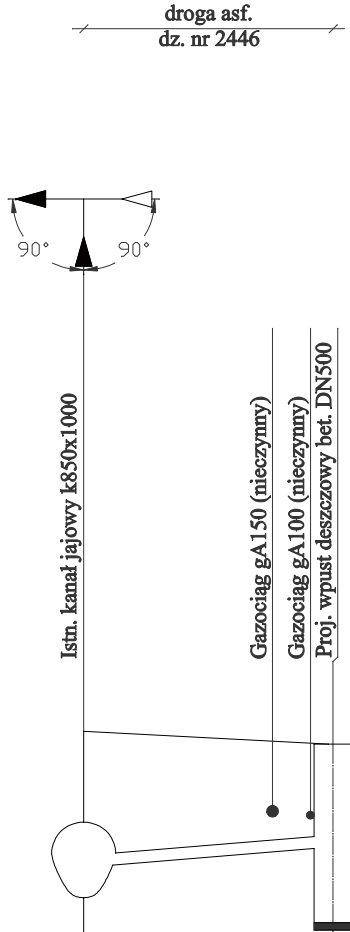 droga asf.
dz. nr 2446
90°
90°
Istn. kanał jajowy k850x1000
Gazociąg gA150 (nieczynny)
Gazociąg gA100 (nieczynny)
Proj. wpust deszczowy bet. DN500